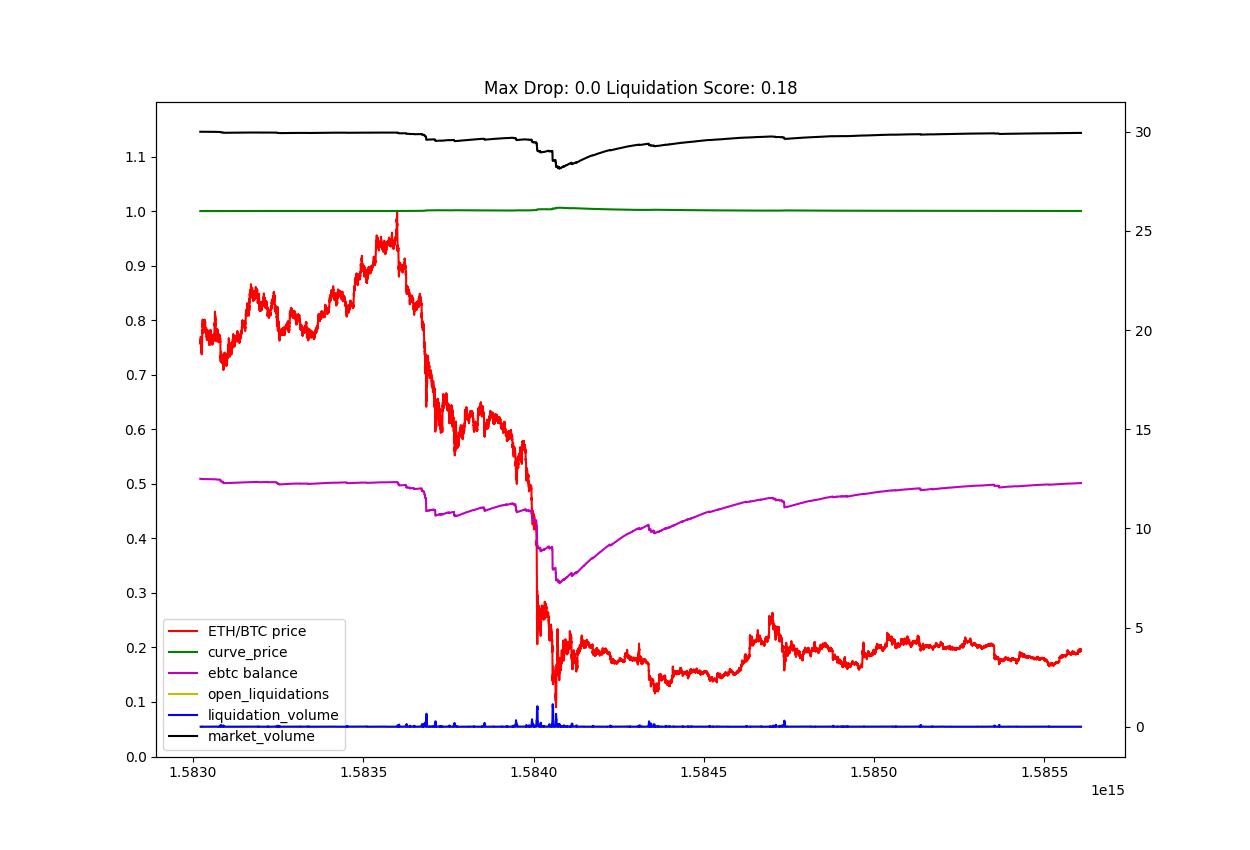 Max Drop: 0.0 Liquidation Score: 0.18
1.1
1.0
0.9
0.8
0.7
0.6
0.5
0.4
0.3
0.2
0.1
0.0
30
25
20
15
10
5
0
ETH/BTC price
curve_price
ebtc balance
open_liquidations
liquidation_volume
market_volume
1.5830 1.5835 1.5840 1.5845 1.5850 1.5855
1e15